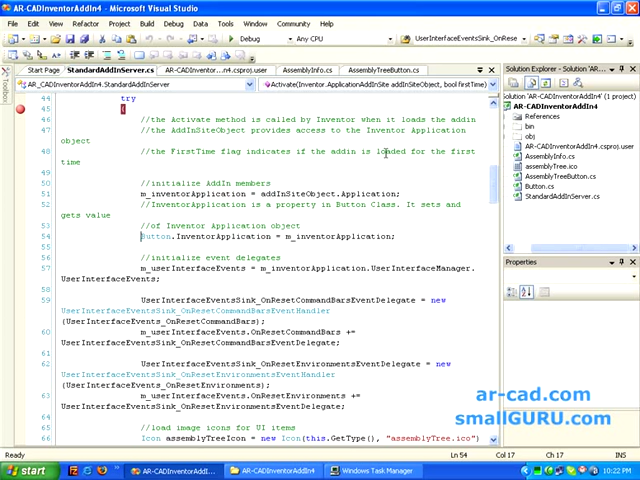 AR-CADInventorAddIn4 - Microsoft Visual Studio
File Edit View Refactor Project Build Debug Data Tools Window Community Help
Debug Any CPU UserInterfaceEventsSink_OnRese
Start Page StandardAddInServer.cs AR-CADInventor...n4.csproj.user AssemblyInfo.cs AssemblyTreeButton.cs
AR_CADInventorAddIn4.StandardAddInServer Activate(Inventor.ApplicationAddInSite addInSiteObject, bool firstTime)
Toolbox
44 try
45 {
46 //the Activate method is called by Inventor when it loads the addin
47 //the AddInSiteObject provides access to the Inventor Application
object
48 //the FirstTime flag indicates if the addin is loaded for the first
time
49
50 //initialize AddIn members
51 m_inventorApplication = addInSiteObject.Application;
52 //InventorApplication is a property in Button Class. It sets and
gets value
53 //of Inventor Application object
54 Button.InventorApplication = m_inventorApplication;
55
56 //initialize event delegates
57 m_userInterfaceEvents = m_inventorApplication.UserInterfaceManager.
UserInterfaceEvents;
58
59 UserInterfaceEventsSink_OnResetCommandBarsEventDelegate = new
UserInterfaceEventsSink_OnResetCommandBarsEventHandler
(UserInterfaceEvents_OnResetCommandBars);
60 m_userInterfaceEvents.OnResetCommandBars +=
UserInterfaceEventsSink_OnResetCommandBarsEventDelegate;
61
62 UserInterfaceEventsSink_OnResetEnvironmentsEventDelegate = new
UserInterfaceEventsSink_OnResetEnvironmentsEventHandler
(UserInterfaceEvents_OnResetEnvironments);
63 m_userInterfaceEvents.OnResetEnvironments +=
UserInterfaceEventsSink_OnResetEnvironmentsEventDelegate;
64
65 //load image icons for UI items
66 Icon assemblyTreeIcon = new Icon(this.GetType(), "assemblyTree.ico")
Solution Explorer - Solution 'AR...
Solution 'AR-CADInventorAddIn4' (1 project)
AR-CADInventorAddIn4
References
bin
obj
AR-CADInventorAddIn4.csproj.user
AssemblyInfo.cs
assemblyTree.ico
AssemblyTreeButton.cs
Button.cs
StandardAddInServer.cs
Properties
ar-cad.com
smallGURU.com
Ready Ln 54 Col 17 Ch 17 INS
start AR-CADInventorAddI... AR-CADInventorAddIn4 Windows Task Manager 10:22 PM